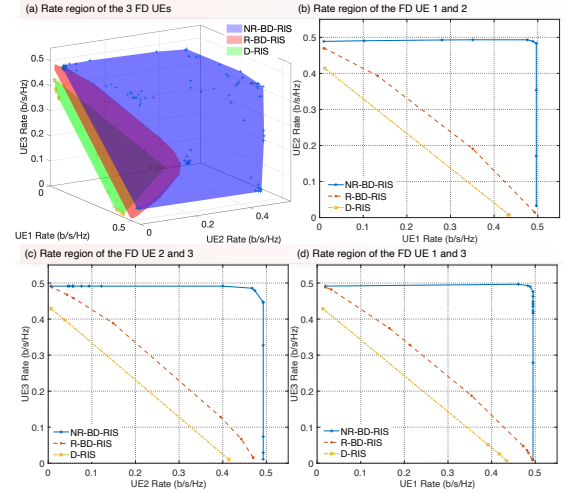 (a) Rate region of the 3 FD UEs
NR-BD-RIS
R-BD-RIS
D-RIS
0.5
0.4
0.3
0.2
0.1
0
0
0.5
0
0.2
0.4
UE3 Rate (b/s/Hz)
UE1 Rate (b/s/Hz)
UE2 Rate (b/s/Hz)
(b) Rate region of the FD UE 1 and 2
0.5
0.4
0.3
0.2
0.1
0
0
0.1
0.2
0.3
0.4
0.5
UE2 Rate (b/s/Hz)
UE1 Rate (b/s/Hz)
NR-BD-RIS
R-BD-RIS
D-RIS
(c) Rate region of the FD UE 2 and 3
0.5
0.4
0.3
0.2
0.1
0
0
0.1
0.2
0.3
0.4
0.5
UE3 Rate (b/s/Hz)
UE2 Rate (b/s/Hz)
NR-BD-RIS
R-BD-RIS
D-RIS
(d) Rate region of the FD UE 1 and 3
0.5
0.4
0.3
0.2
0.1
0
0
0.1
0.2
0.3
0.4
0.5
UE3 Rate (b/s/Hz)
UE1 Rate (b/s/Hz)
NR-BD-RIS
R-BD-RIS
D-RIS